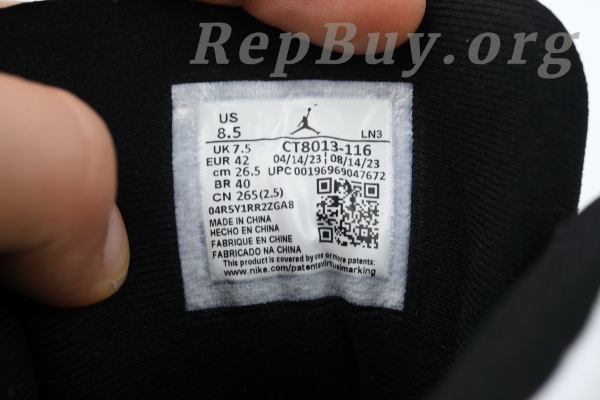 RepBuy.org
US
8.5
LN3
UK 7.5
CT8013-116
EUR 42
04/14/23 08/14/23
cm 26.5
UPC 00196969047672
BR 40
CN 265(2.5)
04R5Y1RR2ZGA8
MADE IN CHINA
HECHO EN CHINA
FABRIQUE EN CHINE
FABRICADO NA CHINA
This product is covered by one or more patents:
www.nike.com/patentsvirtualmarking